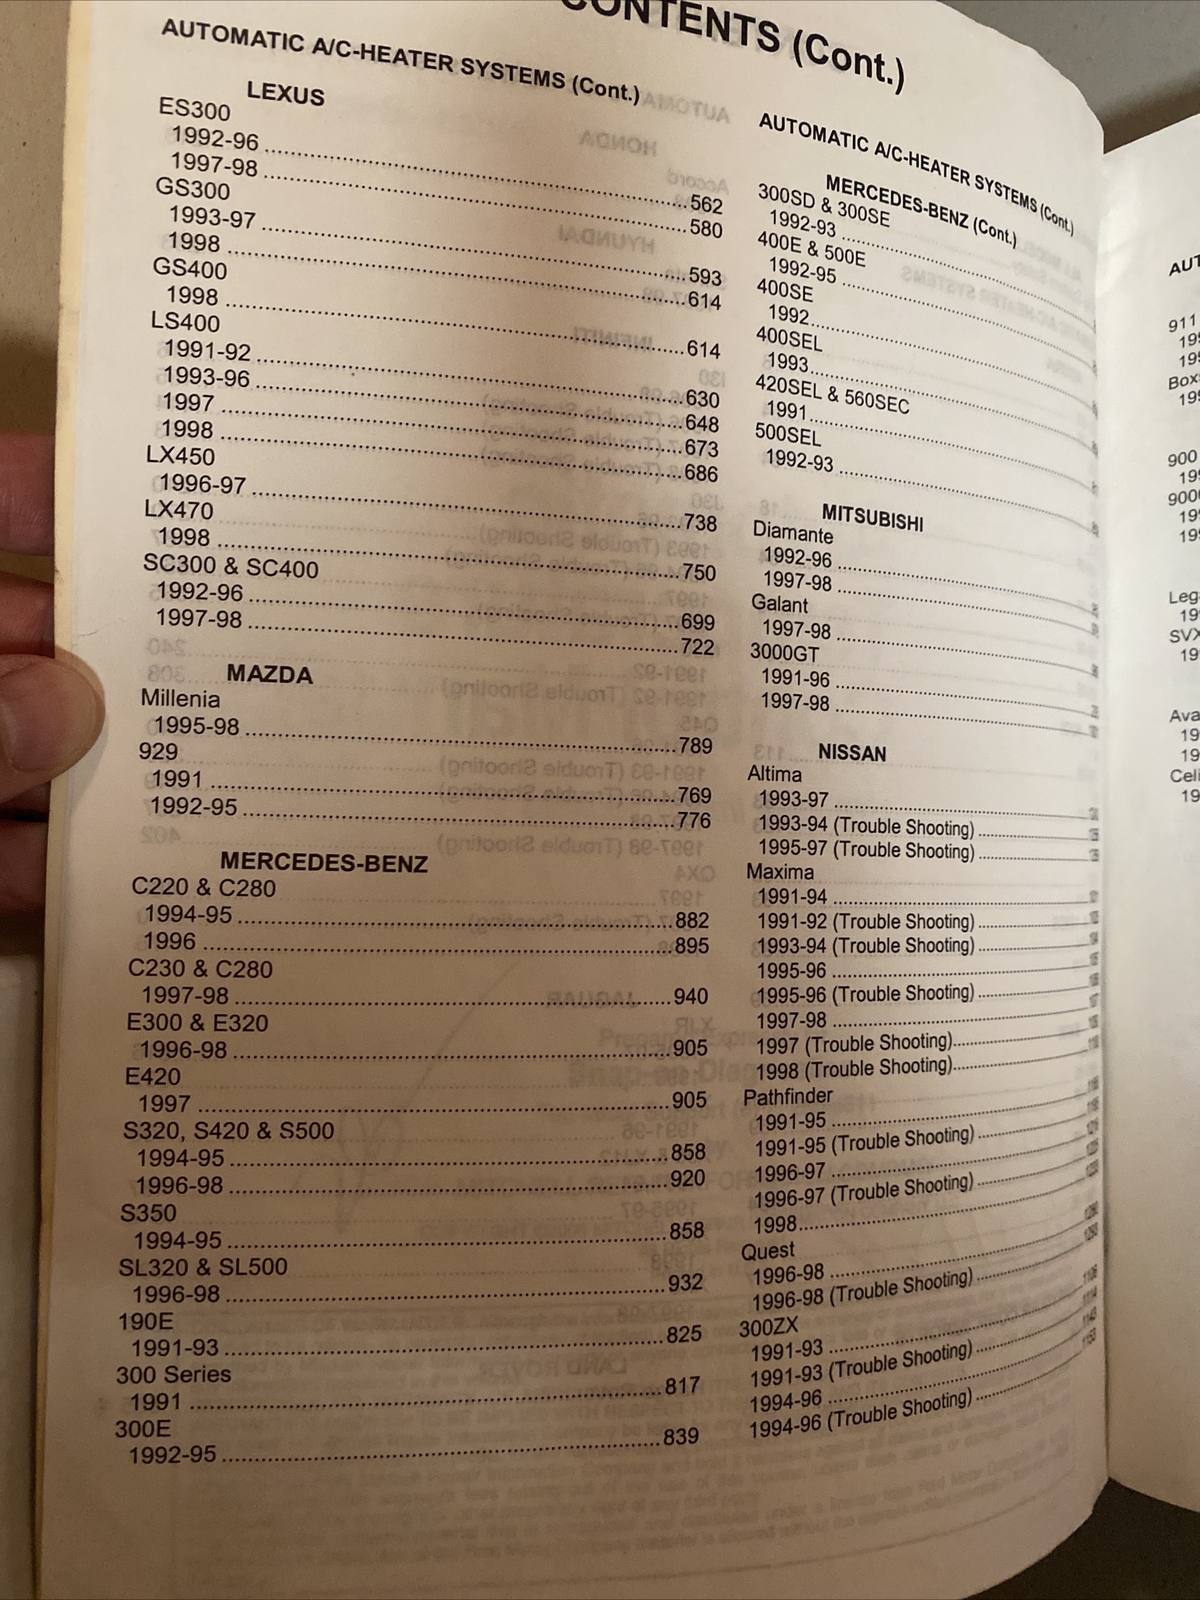 CONTENTS (Cont.)
AUTOMATIC A/C-HEATER SYSTEMS (Cont.)
LEXUS
ES300
1992-96 562
1997-98 580
GS300
1993-97 593
1998 614
GS400
1998 614
LS400
1991-92 630
1993-96 648
1997 673
1998 686
LX450
1996-97 738
LX470
1998 750
SC300 & SC400
1992-96 699
1997-98 722
MAZDA
Millenia
1995-98 789
929
1991 769
1992-95 776
MERCEDES-BENZ
C220 & C280
1994-95 882
1996 895
C230 & C280
1997-98 940
E300 & E320
1996-98 905
E420
1997 905
S320, S420 & S500
1994-95 858
1996-98 920
S350
1994-95 858
SL320 & SL500
1996-98 932
190E
1991-93 825
300 Series
1991 817
300E
1992-95 839
AUTOMATIC A/C-HEATER SYSTEMS (Cont.)
MERCEDES-BENZ (Cont.)
300SD & 300SE
1992-93
400E & 500E
1992-95
400SE
1992
400SEL
1993
420SEL & 560SEC
1991
500SEL
1992-93
MITSUBISHI
Diamante
1992-96
1997-98
Galant
1997-98
3000GT
1991-96
1997-98
NISSAN
Altima
1993-97
1993-94 (Trouble Shooting)
1995-97 (Trouble Shooting)
Maxima
1991-94
1991-92 (Trouble Shooting)
1993-94 (Trouble Shooting)
1995-96
1995-96 (Trouble Shooting)
1997-98
1997 (Trouble Shooting)
1998 (Trouble Shooting)
Pathfinder
1991-95
1991-95 (Trouble Shooting)
1996-97
1996-97 (Trouble Shooting)
1998
Quest
1996-98
1996-98 (Trouble Shooting)
300ZX
1991-93
1991-93 (Trouble Shooting)
1994-96
1994-96 (Trouble Shooting)
911
900